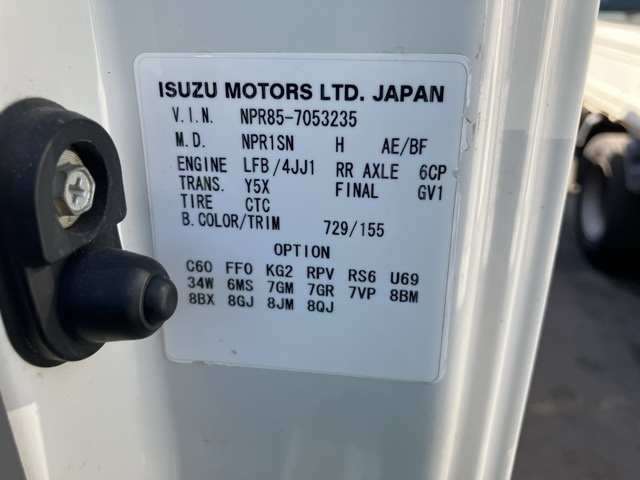 ISUZU MOTORS LTD. JAPAN
V.I.N. NPR85-7053235
M.D. NPR1SN H AE/BF
ENGINE LFB/4JJ1 RR AXLE 6CP
TRANS. Y5X FINAL GV1
TIRE CTC
B.COLOR/TRIM 729/155
OPTION
C60 FF0 KG2 RPV RS6 U69
34W 6MS 7GM 7GR 7VP 8BM
8BX 8GJ 8JM 8QJ